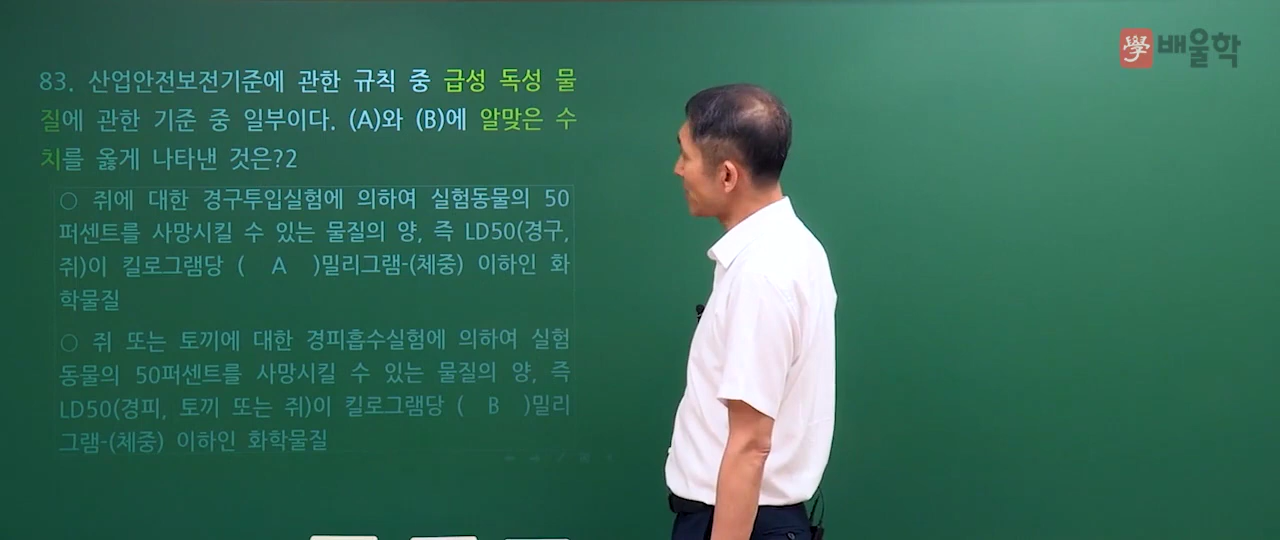 學 배울학
83. 산업안전보전기준에 관한 규칙 중 급성 독성 물
질에 관한 기준 중 일부이다. (A)와 (B)에 알맞은 수
치를 옳게 나타낸 것은?2
○ 쥐에 대한 경구투입실험에 의하여 실험동물의 50
퍼센트를 사망시킬 수 있는 물질의 양, 즉 LD50(경구,
쥐)이 킬로그램당 ( A )밀리그램-(체중) 이하인 화
학물질
○ 쥐 또는 토끼에 대한 경피흡수실험에 의하여 실험
동물의 50퍼센트를 사망시킬 수 있는 물질의 양, 즉
LD50(경피, 토끼 또는 쥐)이 킬로그램당 ( B )밀리
그램-(체중) 이하인 화학물질